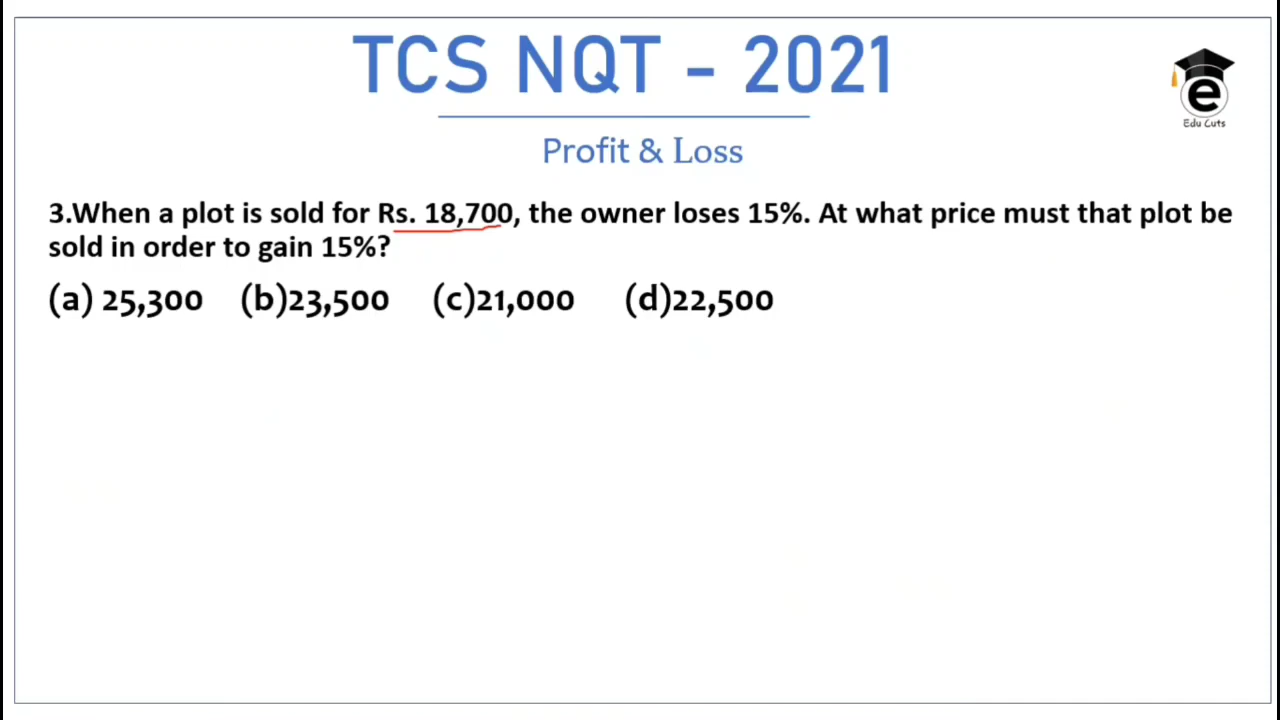 TCS NQT - 2021
e
Edu Cuts
Profit & Loss
3.When a plot is sold for Rs. 18,700, the owner loses 15%. At what price must that plot be
sold in order to gain 15%?
(a) 25,300 (b)23,500 (c)21,000 (d)22,500